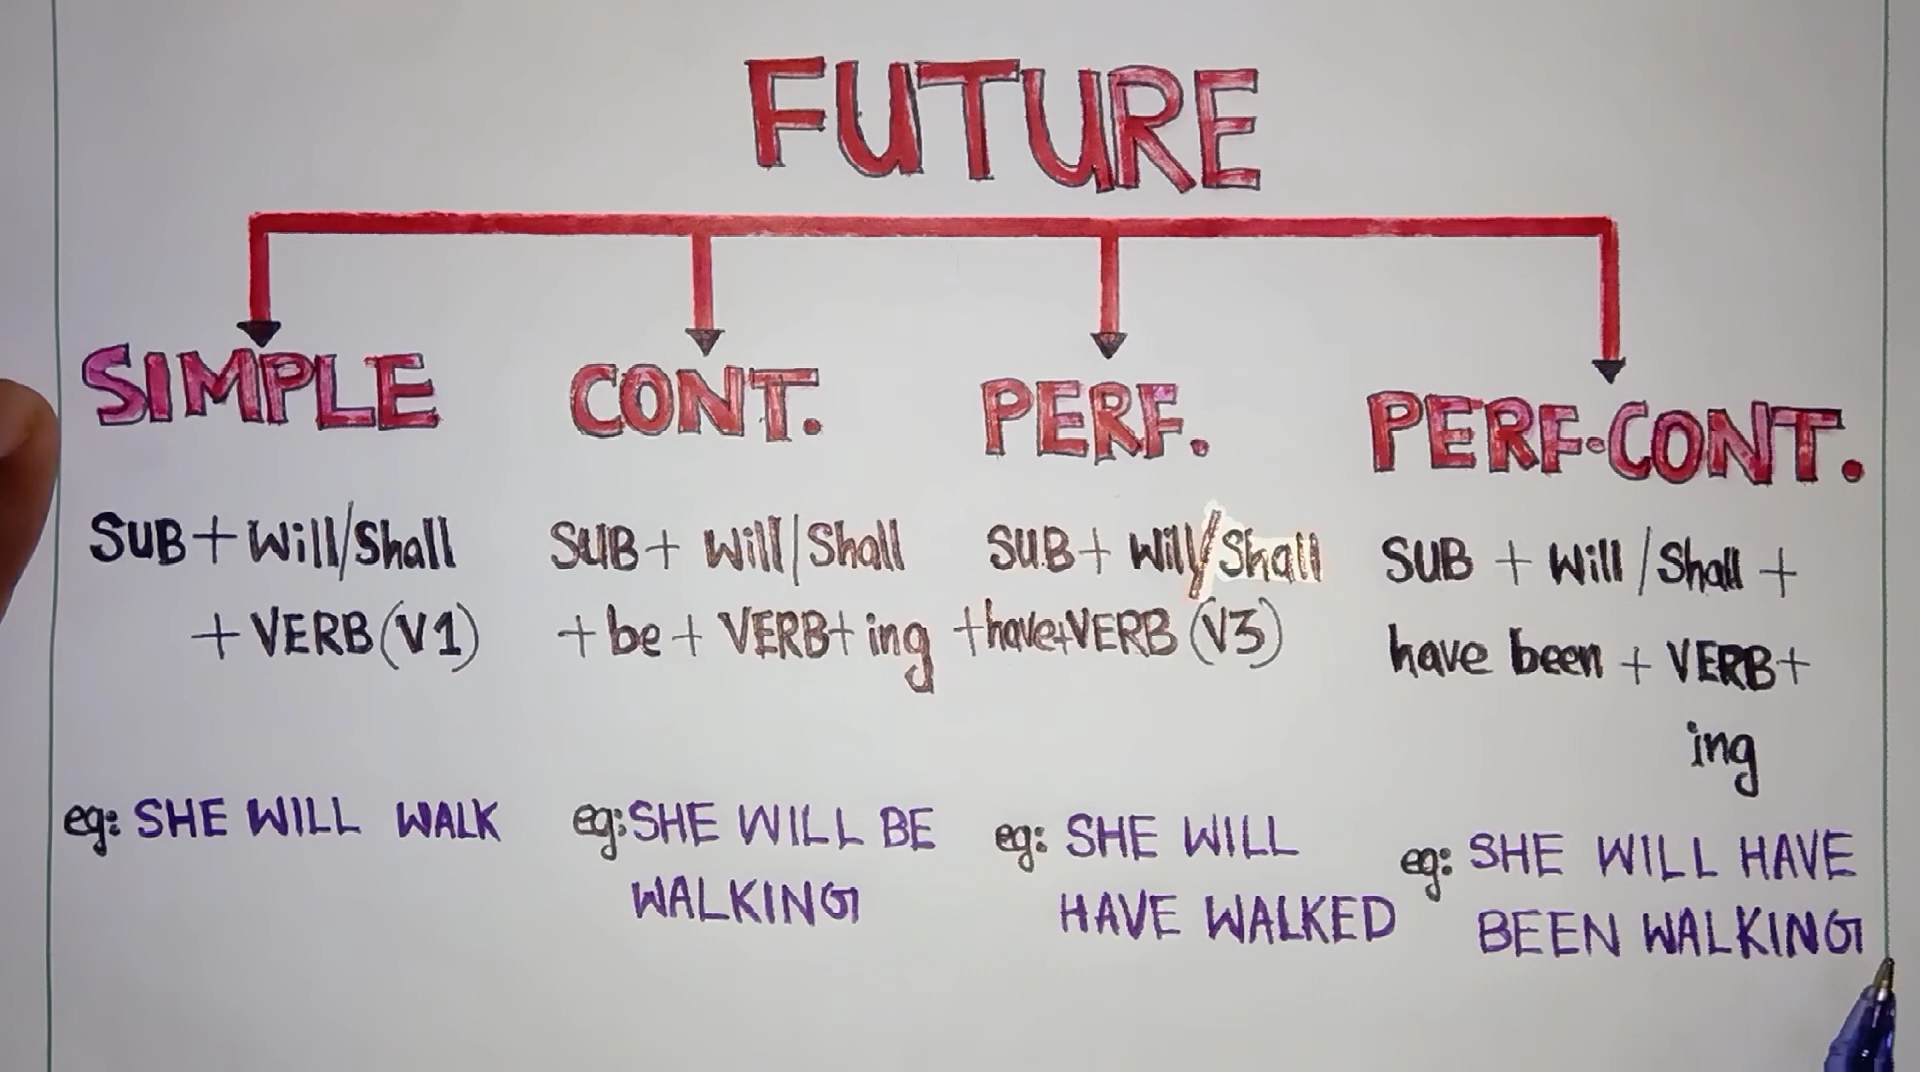 FUTURE
SIMPLE
SUB + Will/Shall
+ VERB (V1)
eg: SHE WILL WALK
CONT.
SUB + Will/Shall
+ be + VERB + ing
eg: SHE WILL BE
WALKING
PERF.
SUB + Will/Shall
+ have + VERB (V3)
eg: SHE WILL
HAVE WALKED
PERF-CONT.
SUB + Will/Shall +
have been + VERB +
ing
eg: SHE WILL HAVE
BEEN WALKING